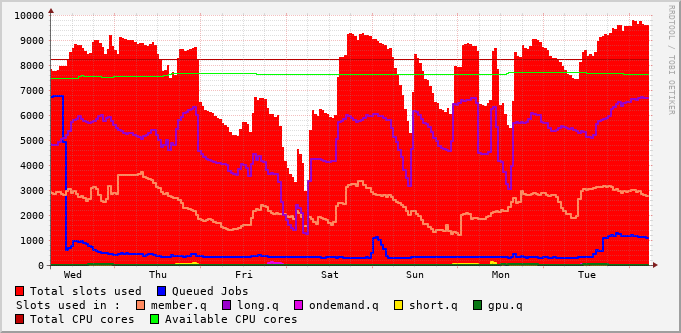 10000
9000
8000
7000
6000
5000
4000
3000
2000
1000
0
Wed Thu Fri Sat Sun Mon Tue
RRDTOOL / TOBI OETIKER
Total slots used Queued Jobs
Slots used in : member.q long.q ondemand.q short.q gpu.q
Total CPU cores Available CPU cores